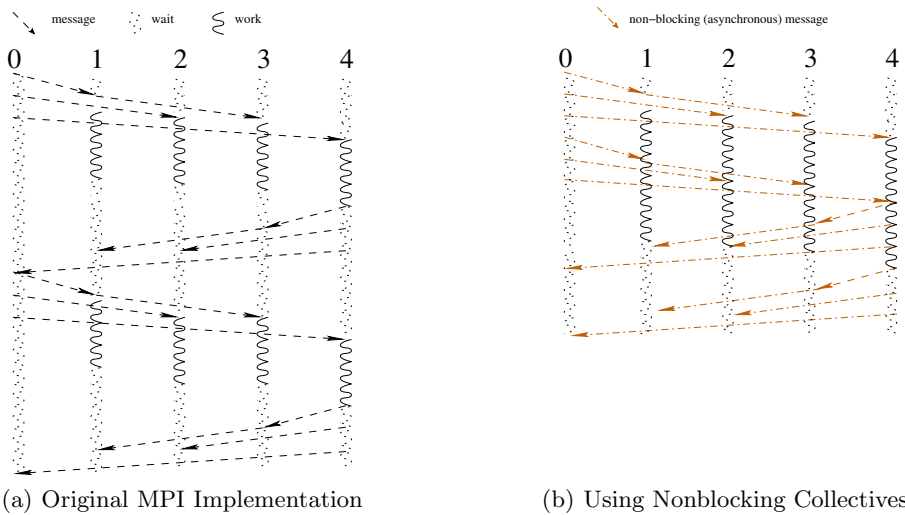 message wait work
0 1 2 3 4
(a) Original MPI Implementation
non−blocking (asynchronous) message
0 1 2 3 4
(b) Using Nonblocking Collectives